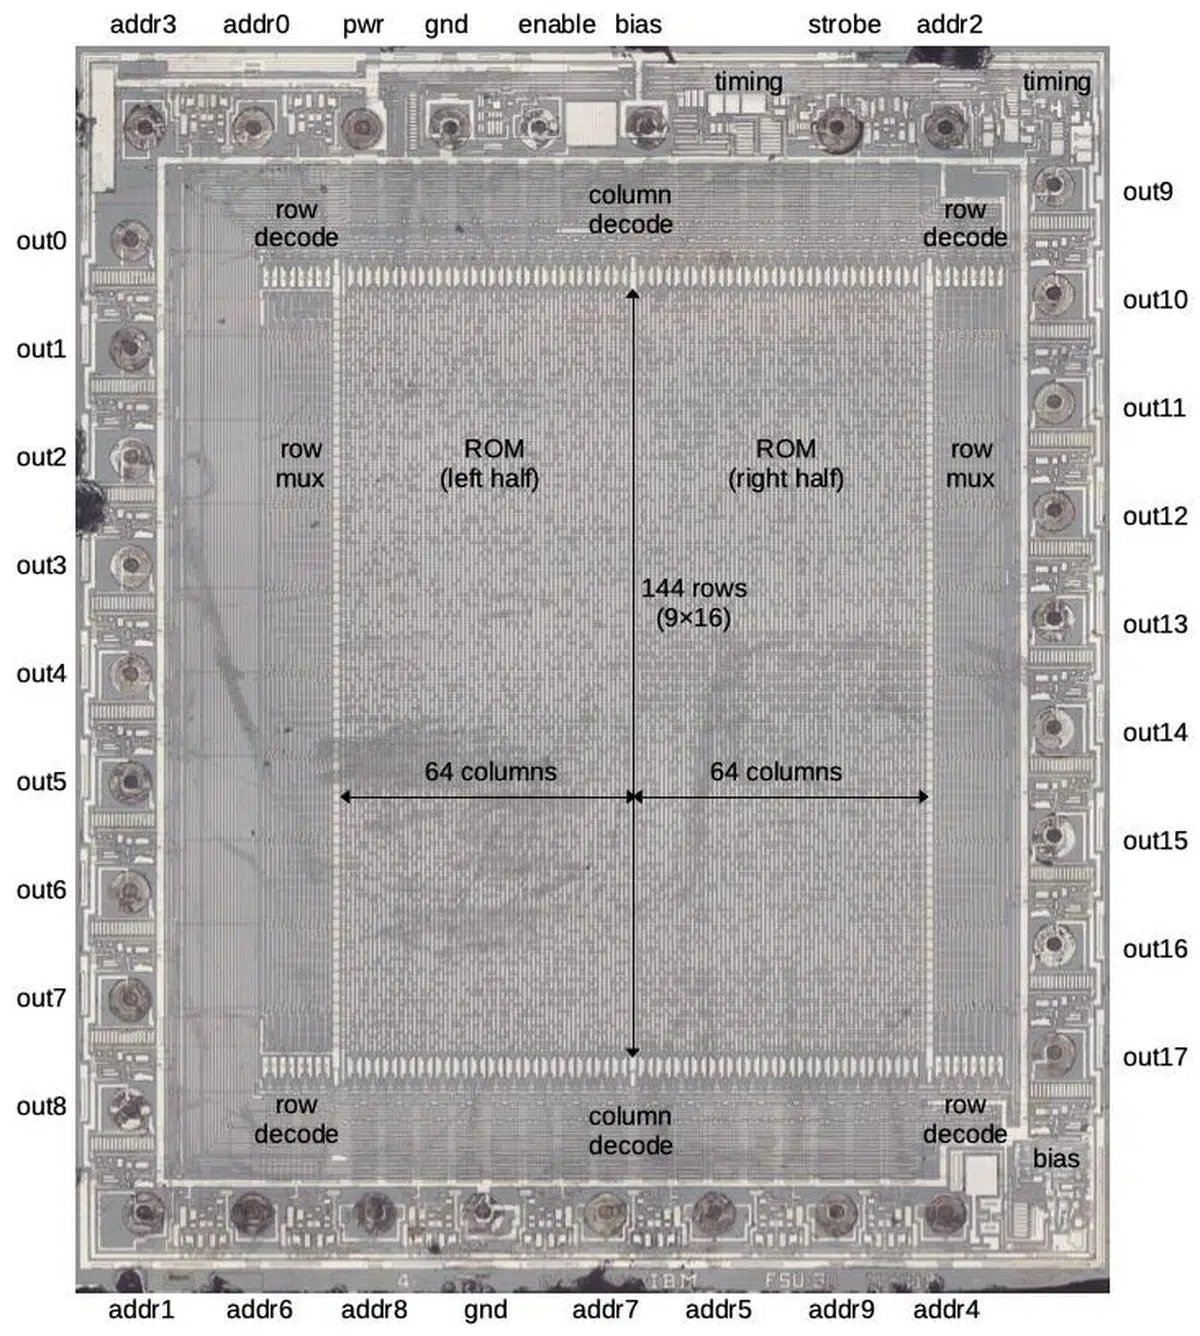 addr3 addr0 pwr gnd enable bias strobe addr2
timing timing
out9
column
decode
row
decode
row
decode
out0
out10
out1
out11
row
mux
ROM
(left half)
ROM
(right half)
row
mux
out2
out12
out3
144 rows
(9×16)
out13
out4
out14
64 columns 64 columns
out5
out15
out6
out16
out7
out17
out8
row
decode
column
decode
row
decode
bias
4 IBM FSU 3
addr1 addr6 addr8 gnd addr7 addr5 addr9 addr4